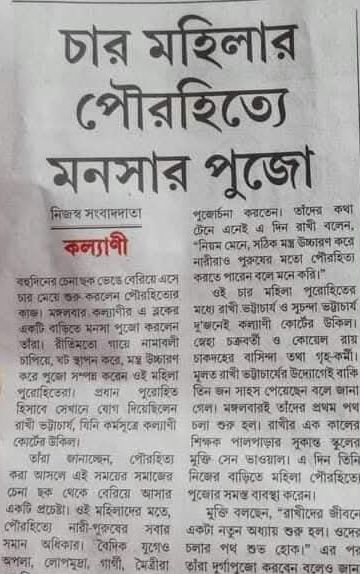 চার মহিলার
পৌরহিত্যে
মনসার পুজো
নিজস্ব সংবাদদাতা
কল্যাণী
বহুদিনের চেনা ছক ভেঙে বেরিয়ে এসে
চার মেয়ে শুরু করলেন পৌরহিত্যের
কাজ। মঙ্গলবার কল্যাণীর এ ব্লকের
একটি বাড়িতে মনসা পুজো করলেন
তাঁরা। রীতিমতো গায়ে নামাবলী
চাপিয়ে, ঘট স্থাপন করে, মন্ত্র উচ্চারণ
করে পুজো সম্পন্ন করেন ওই মহিলা
পুরোহিতেরা। প্রধান পুরোহিত
হিসাবে সেখানে যোগ দিয়েছিলেন
রাখী ভট্টাচার্য, যিনি কর্মসূত্রে কল্যাণী
কোর্টের উকিল।
তাঁরা জানাচ্ছেন, পৌরহিত্য
করা আসলে এই সময়ের সমাজের
চেনা ছক থেকে বেরিয়ে আসার
একটি প্রচেষ্টা। ওই মহিলাদের মতে,
পৌরহিত্যে নারী-পুরুষের সবার
সমান অধিকার। বৈদিক যুগেও
অপলা, লোপমুদ্রা, গার্গী, মৈত্রীরা
পুজোর্চনা করতেন। তাঁদের কথা
টেনে এনেই এ দিন রাখী বলেন,
"নিয়ম মেনে, সঠিক মন্ত্র উচ্চারণ করে
নারীরাও পুরুষের মতো পৌরহিত্য
করতে পারেন বলে মনে করি।"
ওই চার মহিলা পুরোহিতের
মধ্যে রাখী ভট্টাচার্য ও সুচন্দা ভট্টাচার্য
দু'জনেই কল্যাণী কোর্টের উকিল।
স্নেহা চক্রবর্তী ও কোয়েল রায়
চাকদহের বাসিন্দা তথা গৃহ-কর্মী।
মূলত রাখী ভট্টাচার্যের উদ্যোগেই বাকি
তিন জন সাহস পেয়েছেন বলে জানা
গেল। মঙ্গলবারই তাঁদের প্রথম পথ
চলা শুরু হল। রাখীর এক কালের
শিক্ষক পালপাড়ার সুকান্ত স্কুলের
মুক্তি সেন ভাওয়াল। এ দিন তিনি
নিজের বাড়িতে মহিলা পৌরহিত্যে
পুজোর সমস্ত ব্যবস্থা করেন।
মুক্তি বলছেন, "রাখীদের জীবনে
একটা নতুন অধ্যায় শুরু হল। ওদের
চলার পথ শুভ হোক।" এর পর
তাঁরা দুর্গাপুজো করবেন বলেও জান